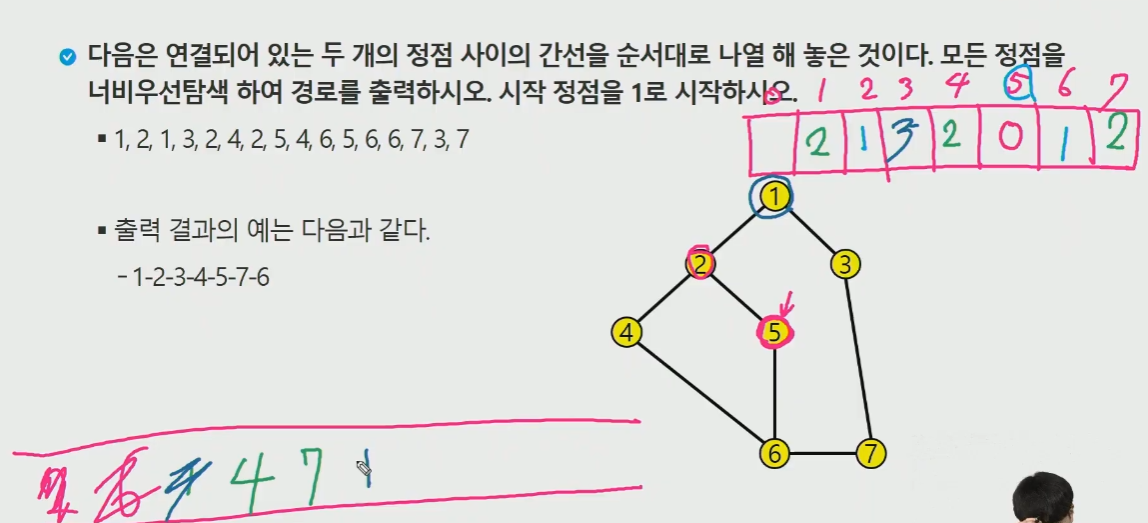 다음은 연결되어 있는 두 개의 정점 사이의 간선을 순서대로 나열 해 놓은 것이다. 모든 정점을
너비우선탐색 하여 경로를 출력하시오. 시작 정점을 1로 시작하시오.
0 1 2 3 4 5 6 7
2 1 3 2 0 1 2
▪ 1, 2, 1, 3, 2, 4, 2, 5, 4, 6, 5, 6, 6, 7, 3, 7
▪ 출력 결과의 예는 다음과 같다.
- 1-2-3-4-5-7-6
1
2 3
4 5
6 7
4 7